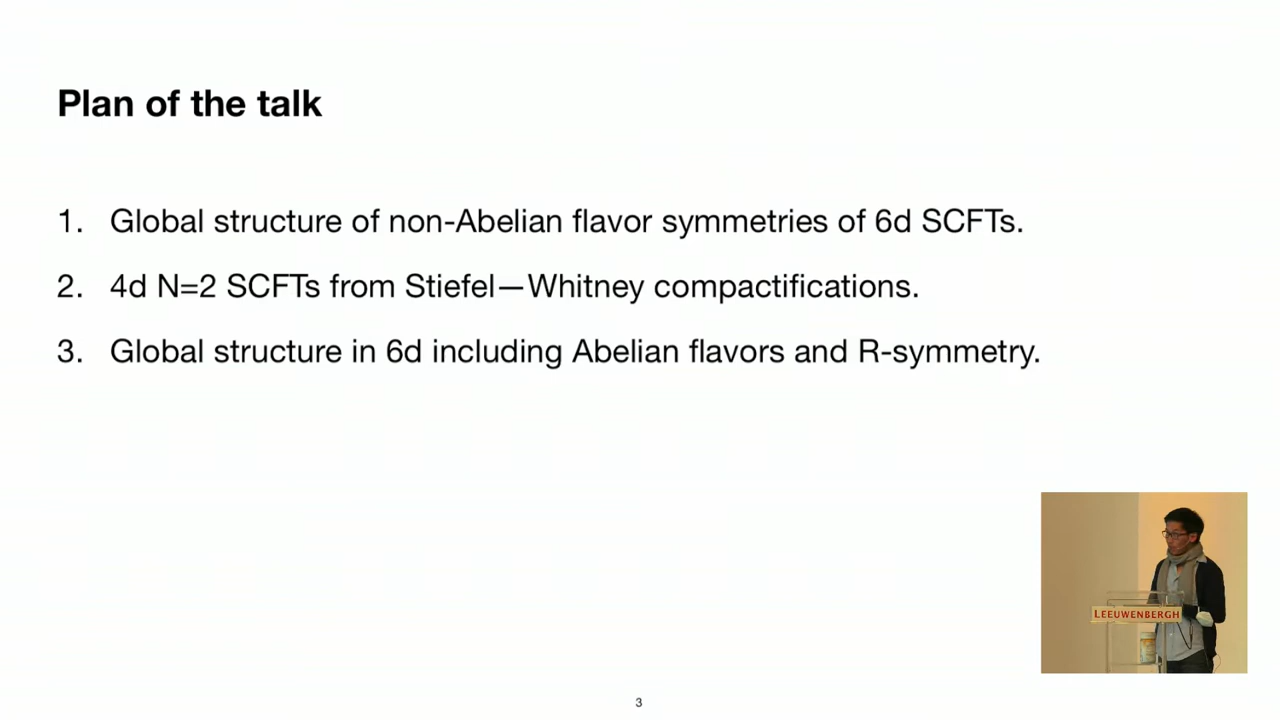 Plan of the talk
1. Global structure of non-Abelian flavor symmetries of 6d SCFTs.
2. 4d N=2 SCFTs from Stiefel—Whitney compactifications.
3. Global structure in 6d including Abelian flavors and R-symmetry.
LEEUWENBERGH
3